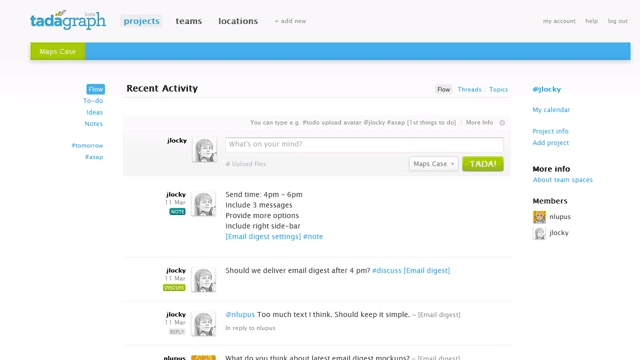 beta
tadagraph
projects
teams
locations
+ add new
my account
help
log out
Maps Case
Flow
To-do
Ideas
Notes
#tomorrow
#asap
Recent Activity
Flow
Threads
Topics
You can type e.g. #todo upload avatar @jlocky #asap [1st things to do]
More Info
jlocky
What's on your mind?
Upload files
Maps Case
TADA!
jlocky
11 Mar
NOTE
Send time: 4pm – 6pm
Include 3 messages
Provide more options
Include right side-bar
[Email digest settings] #note
jlocky
11 Mar
DISCUSS
Should we deliver email digest after 4 pm? #discuss [Email digest]
jlocky
11 Mar
REPLY
@nlupus Too much text I think. Should keep it simple. – [Email digest]
In reply to nlupus
nlupus
What do you think about latest email digest mockups? – [Email digest]
@jlocky
My calendar
Project info
Add project
More info
About team spaces
Members
nlupus
jlocky